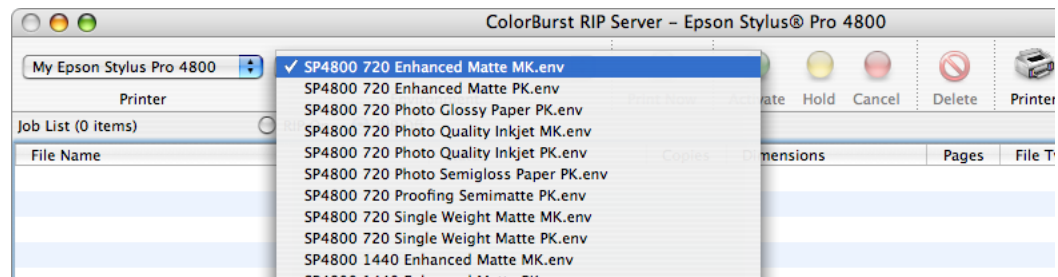 ColorBurst RIP Server – Epson Stylus® Pro 4800
My Epson Stylus Pro 4800
Printer
✓ SP4800 720 Enhanced Matte MK.env
SP4800 720 Enhanced Matte PK.env
SP4800 720 Photo Glossy Paper PK.env
SP4800 720 Photo Quality Inkjet MK.env
SP4800 720 Photo Quality Inkjet PK.env
SP4800 720 Photo Semigloss Paper PK.env
SP4800 720 Proofing Semimatte PK.env
SP4800 720 Single Weight Matte MK.env
SP4800 720 Single Weight Matte PK.env
SP4800 1440 Enhanced Matte MK.env
Hold Cancel Delete Printer
Job List (0 items)
File Name Copies Dimensions Pages File T